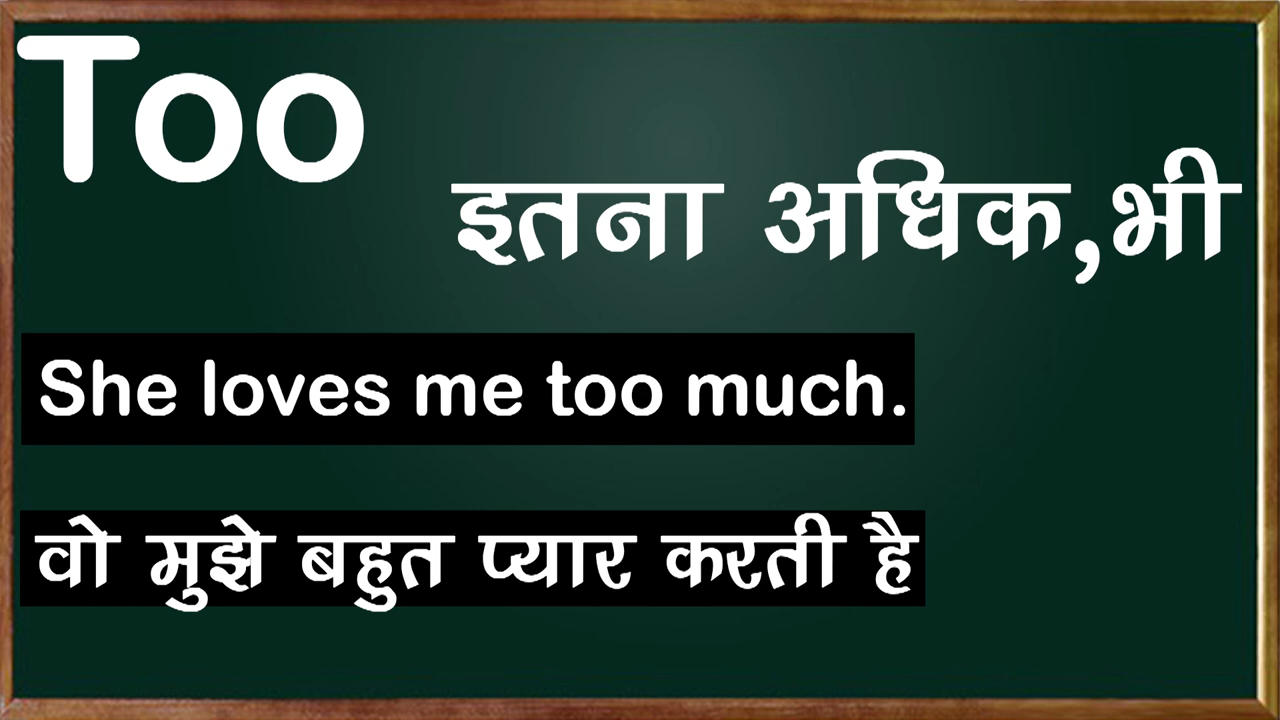 Too
इतना अधिक,भी
She loves me too much.
वो मुझे बहुत प्यार करती है